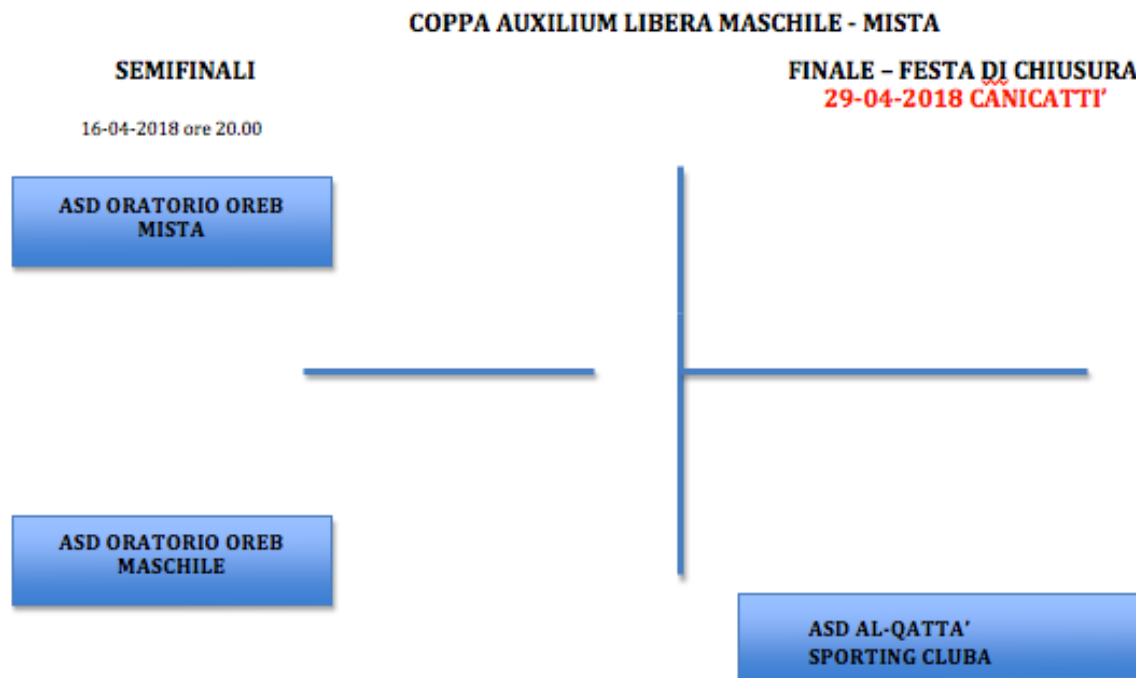 COPPA AUXILIUM LIBERA MASCHILE - MISTA
SEMIFINALI
FINALE – FESTA DI CHIUSURA
29-04-2018 CANICATTI’
16-04-2018 ore 20.00
ASD ORATORIO OREB
MISTA
ASD ORATORIO OREB
MASCHILE
ASD AL-QATTA’
SPORTING CLUBA